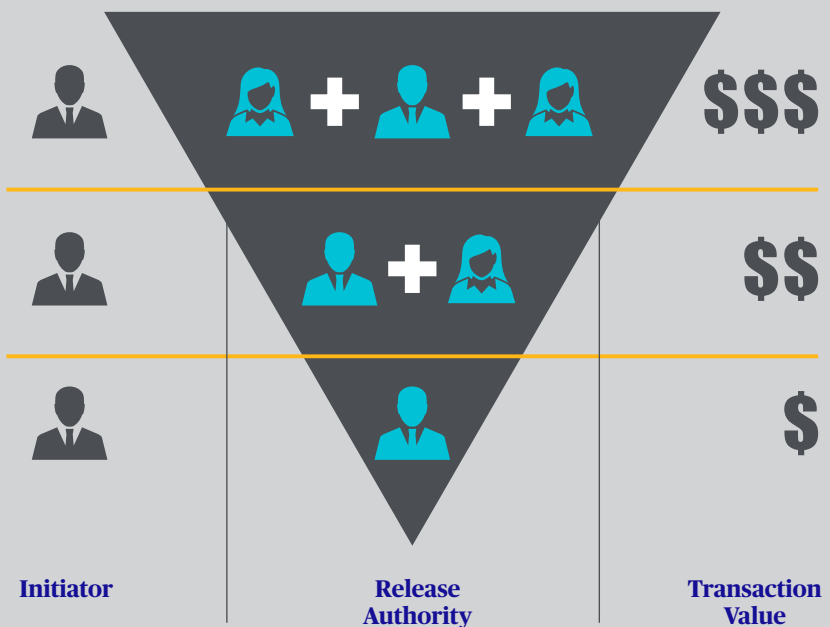 $$$
$$
$
Initiator
Release
Authority
Transaction
Value